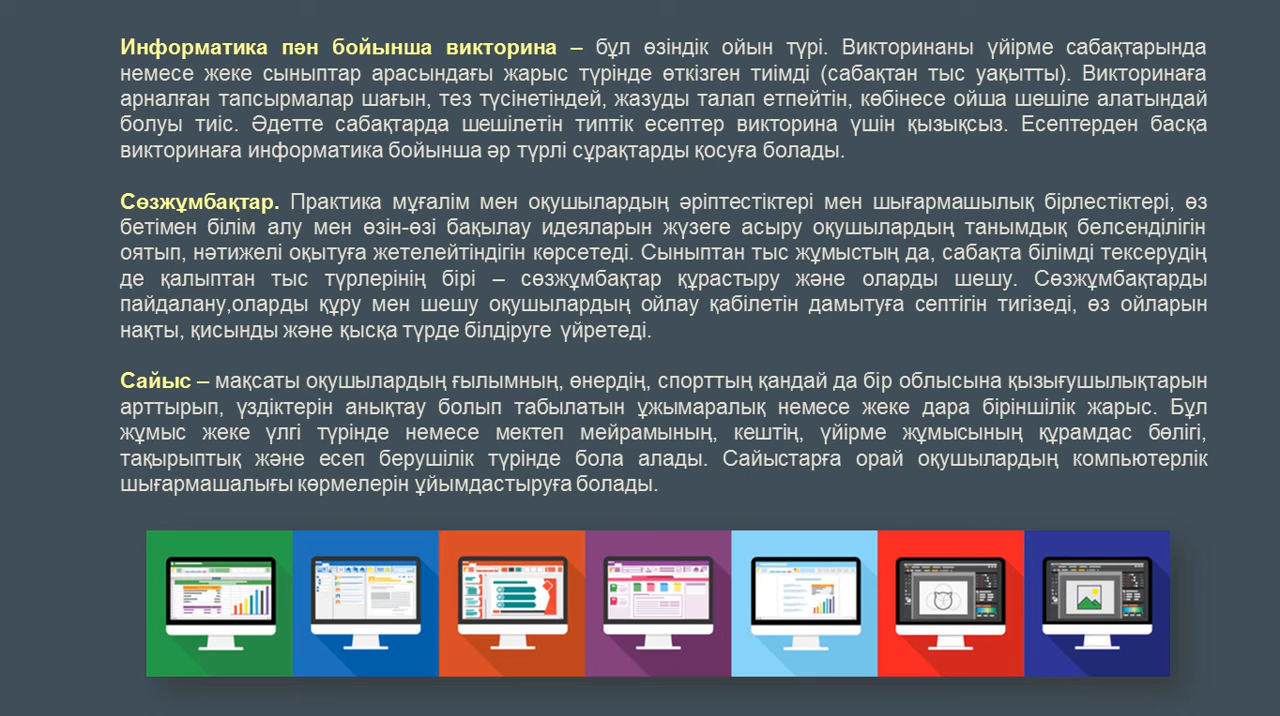 Информатика пән бойынша викторина – бұл өзіндік ойын түрі. Викторинаны үйірме сабақтарында
немесе жеке сыныптар арасындағы жарыс түрінде өткізген тиімді (сабақтан тыс уақытты). Викторинаға
арналған тапсырмалар шағын, тез түсінетіндей, жазуды талап етпейтін, көбінесе ойша шешіле алатындай
болуы тиіс. Әдетте сабақтарда шешілетін типтік есептер викторина үшін қызықсыз. Есептерден басқа
викторинаға информатика бойынша әр түрлі сұрақтарды қосуға болады.
Сөзжұмбақтар. Практика мұғалім мен оқушылардың әріптестіктері мен шығармашылық бірлестіктері, өз
бетімен білім алу мен өзін-өзі бақылау идеяларын жүзеге асыру оқушылардың танымдық белсенділігін
оятып, нәтижелі оқытуға жетелейтіндігін көрсетеді. Сыныптан тыс жұмыстың да, сабақта білімді тексерудің
де қалыптан тыс түрлерінің бірі – сөзжұмбақтар құрастыру және оларды шешу. Сөзжұмбақтарды
пайдалану,оларды құру мен шешу оқушылардың ойлау қабілетін дамытуға септігін тигізеді, өз ойларын
нақты, қисынды және қысқа түрде білдіруге үйретеді.
Сайыс – мақсаты оқушылардың ғылымның, өнердің, спорттың қандай да бір облысына қызығушылықтарын
арттырып, үздіктерін анықтау болып табылатын ұжымаралық немесе жеке дара біріншілік жарыс. Бұл
жұмыс жеке үлгі түрінде немесе мектеп мейрамының, кештің, үйірме жұмысының құрамдас бөлігі,
тақырыптық және есеп берушілік түрінде бола алады. Сайыстарға орай оқушылардың компьютерлік
шығармашалығы көрмелерін ұйымдастыруға болады.